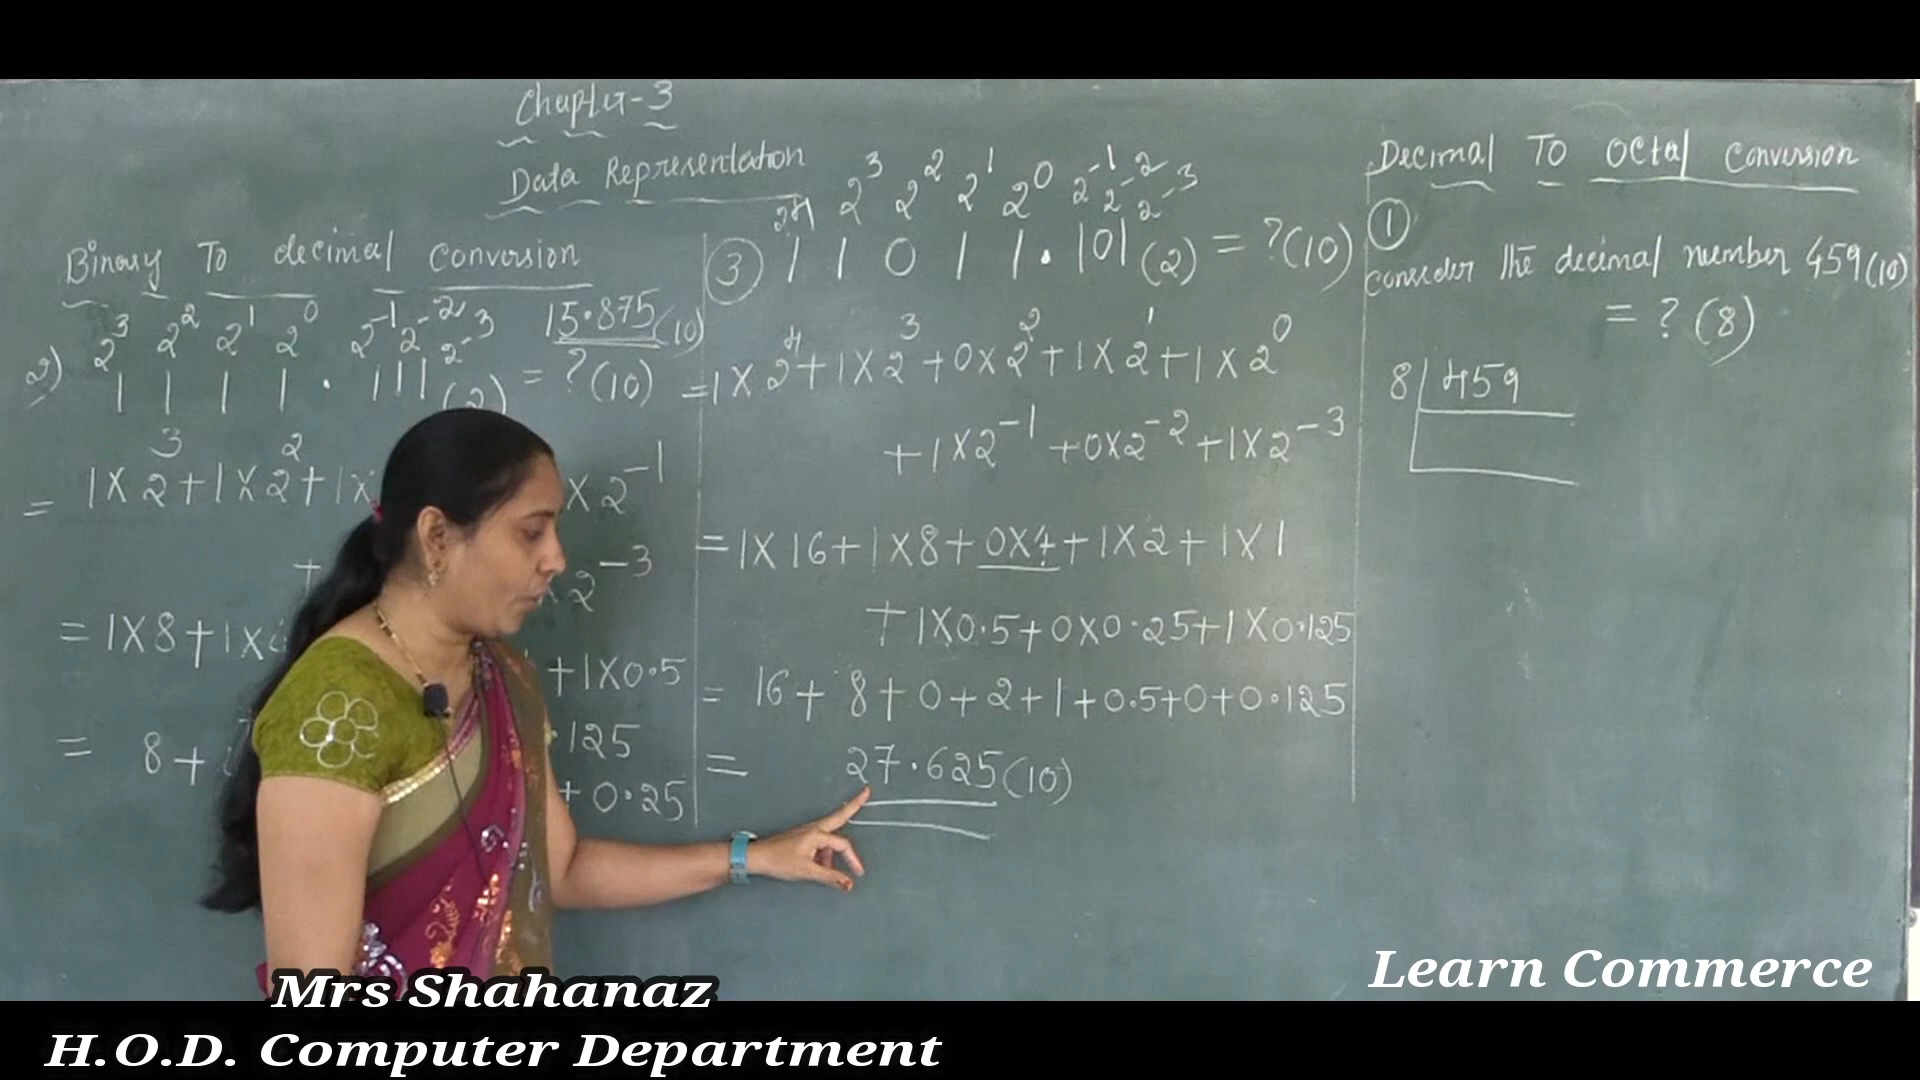 Chapter-3
Data Representation
Binary To decimal conversion
2³ 2² 2¹ 2⁰ 2⁻¹ 2⁻² 2⁻³ 15.875(10)
2) 1 1 1 1 . 111(2) = ?(10)
= 1X2³+1X2²+1X X2⁻¹
+ 2⁻³
= 1X8+1X +1X0.5
.125
= 8+ + 0.25
2⁴ 2³ 2² 2¹ 2⁰ 2⁻¹ 2⁻² 2⁻³
③ 1 1 0 1 1 . 101(2) = ?(10)
= 1X2⁴+1X2³+0X2²+1X2¹+1X2⁰
+1X2⁻¹+0X2⁻²+1X2⁻³
= 1X16+1X8+0X4+1X2+1X1
+1X0.5+0X0.25+1X0.125
= 16+8+0+2+1+0.5+0+0.125
= 27.625(10)
Decimal To Octal Conversion
①
Consider the decimal number 459(10)
= ?(8)
8 459
Learn Commerce
Mrs Shahanaz
H.O.D. Computer Department